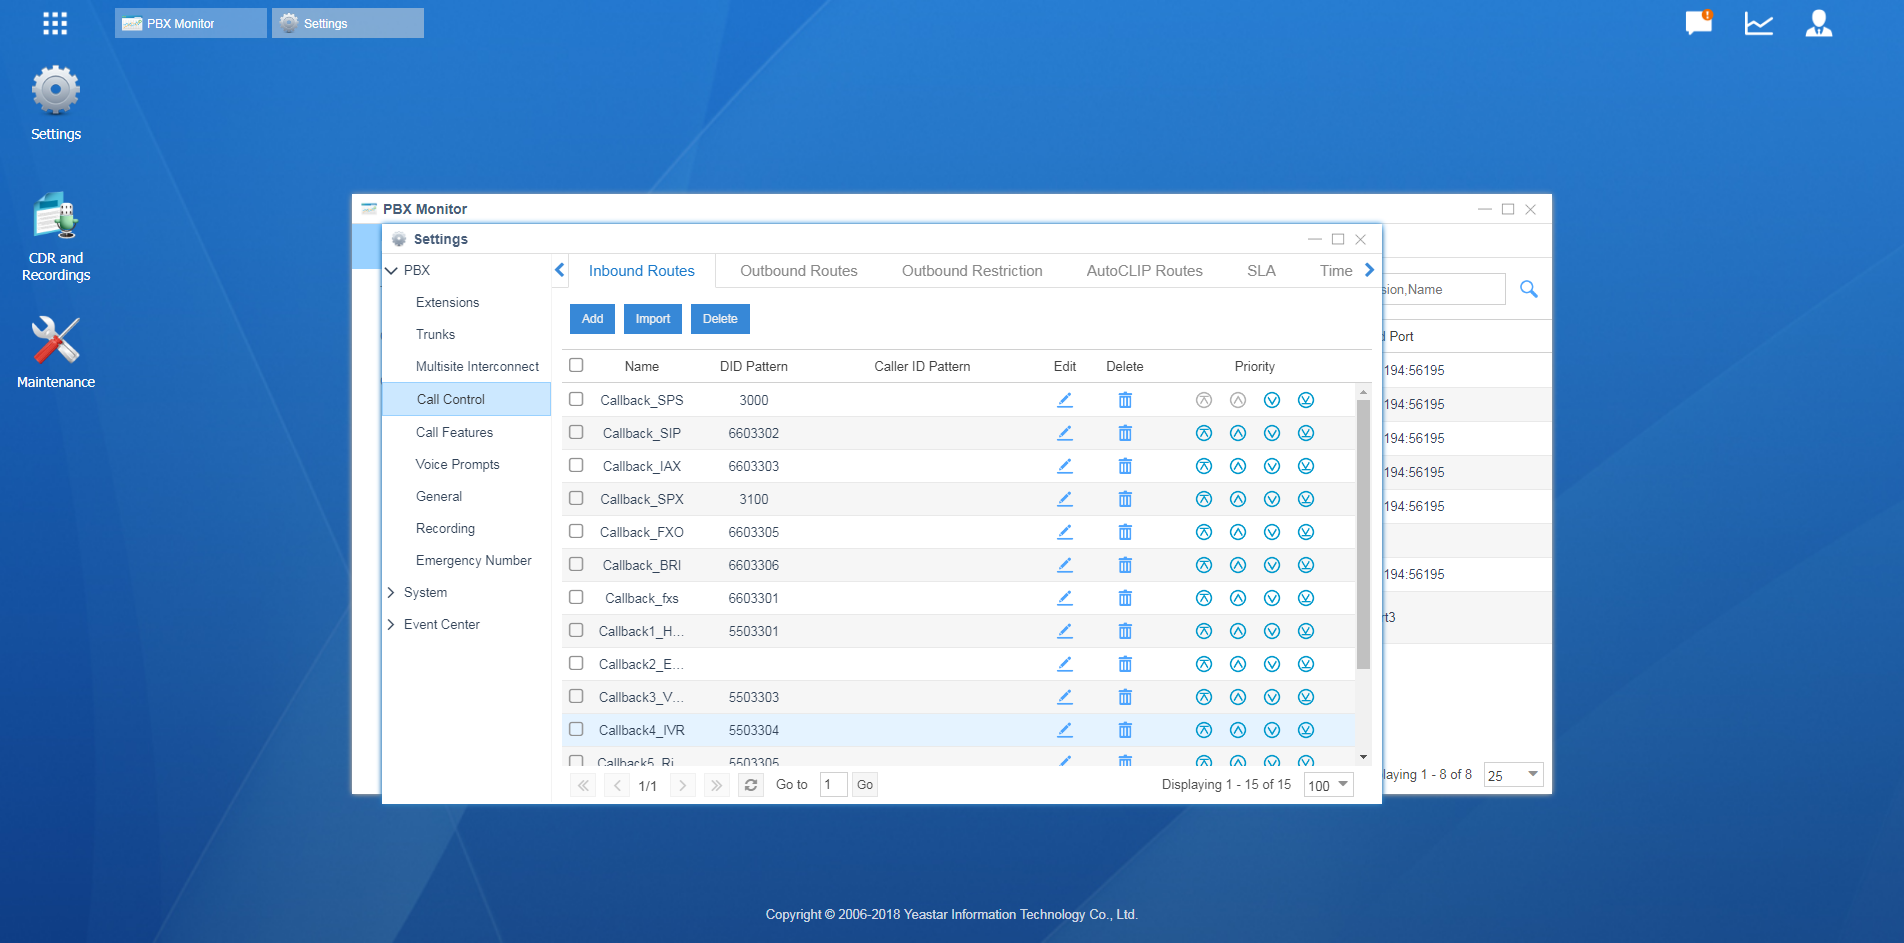 PBX Monitor
Settings
Settings
CDR and
Recordings
Maintenance
PBX Monitor
Settings
PBX
Extensions
Trunks
Multisite Interconnect
Call Control
Call Features
Voice Prompts
General
Recording
Emergency Number
System
Event Center
Inbound Routes Outbound Routes Outbound Restriction AutoCLIP Routes SLA Time
Add Import Delete
Name DID Pattern Caller ID Pattern Edit Delete Priority
Callback_SPS 3000
Callback_SIP 6603302
Callback_IAX 6603303
Callback_SPX 3100
Callback_FXO 6603305
Callback_BRI 6603306
Callback_fxs 6603301
Callback1_H... 5503301
Callback2_E...
Callback3_V... 5503303
Callback4_IVR 5503304
Callback5_Ri 5503305
1/1 Go to 1 Go Displaying 1 - 15 of 15 100
sion,Name
Port
194:56195
194:56195
194:56195
194:56195
194:56195
194:56195
rt3
laying 1 - 8 of 8 25
Copyright © 2006-2018 Yeastar Information Technology Co., Ltd.